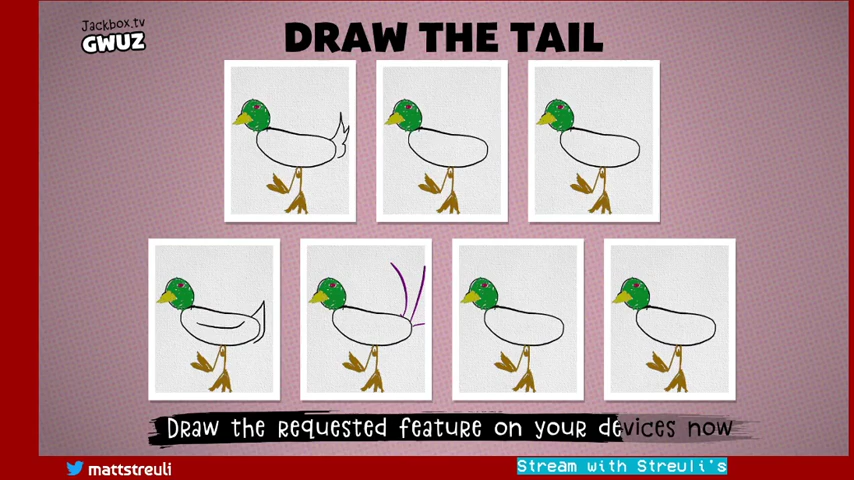 Jackbox.tv
GWUZ
DRAW THE TAIL
Draw the requested feature on your devices now
mattstreuli
Stream with Streuli's